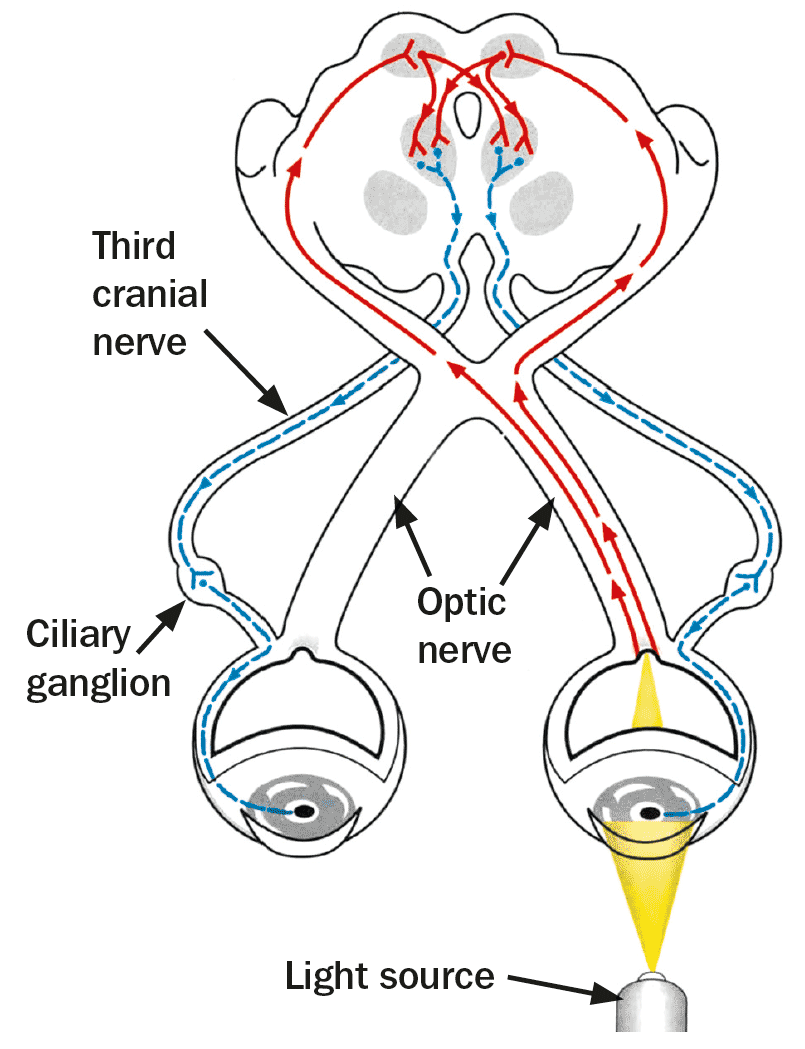 Third
cranial
nerve
Optic
nerve
Ciliary
ganglion
Light source